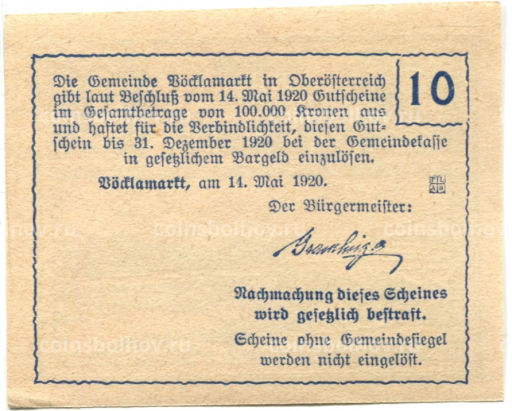 Die Gemeinde Vöcklamarkt in Oberösterreich
gibt laut Beschluß vom 14. Mai 1920 Gutscheine
im Gesamtbetrage von 100.000 Kronen aus
und haftet für die Verbindlichkeit, diesen Gut-
schein bis 31. Dezember 1920 bei der Gemeindekasse
in gesetzlichem Bargeld einzulösen.
10
Vöcklamarkt, am 14. Mai 1920.
Der Bürgermeister:
Nachmachung dieses Scheines
wird gesetzlich bestraft.
Scheine ohne Gemeindesiegel
werden nicht eingelöst.
coinsbolhov.ru